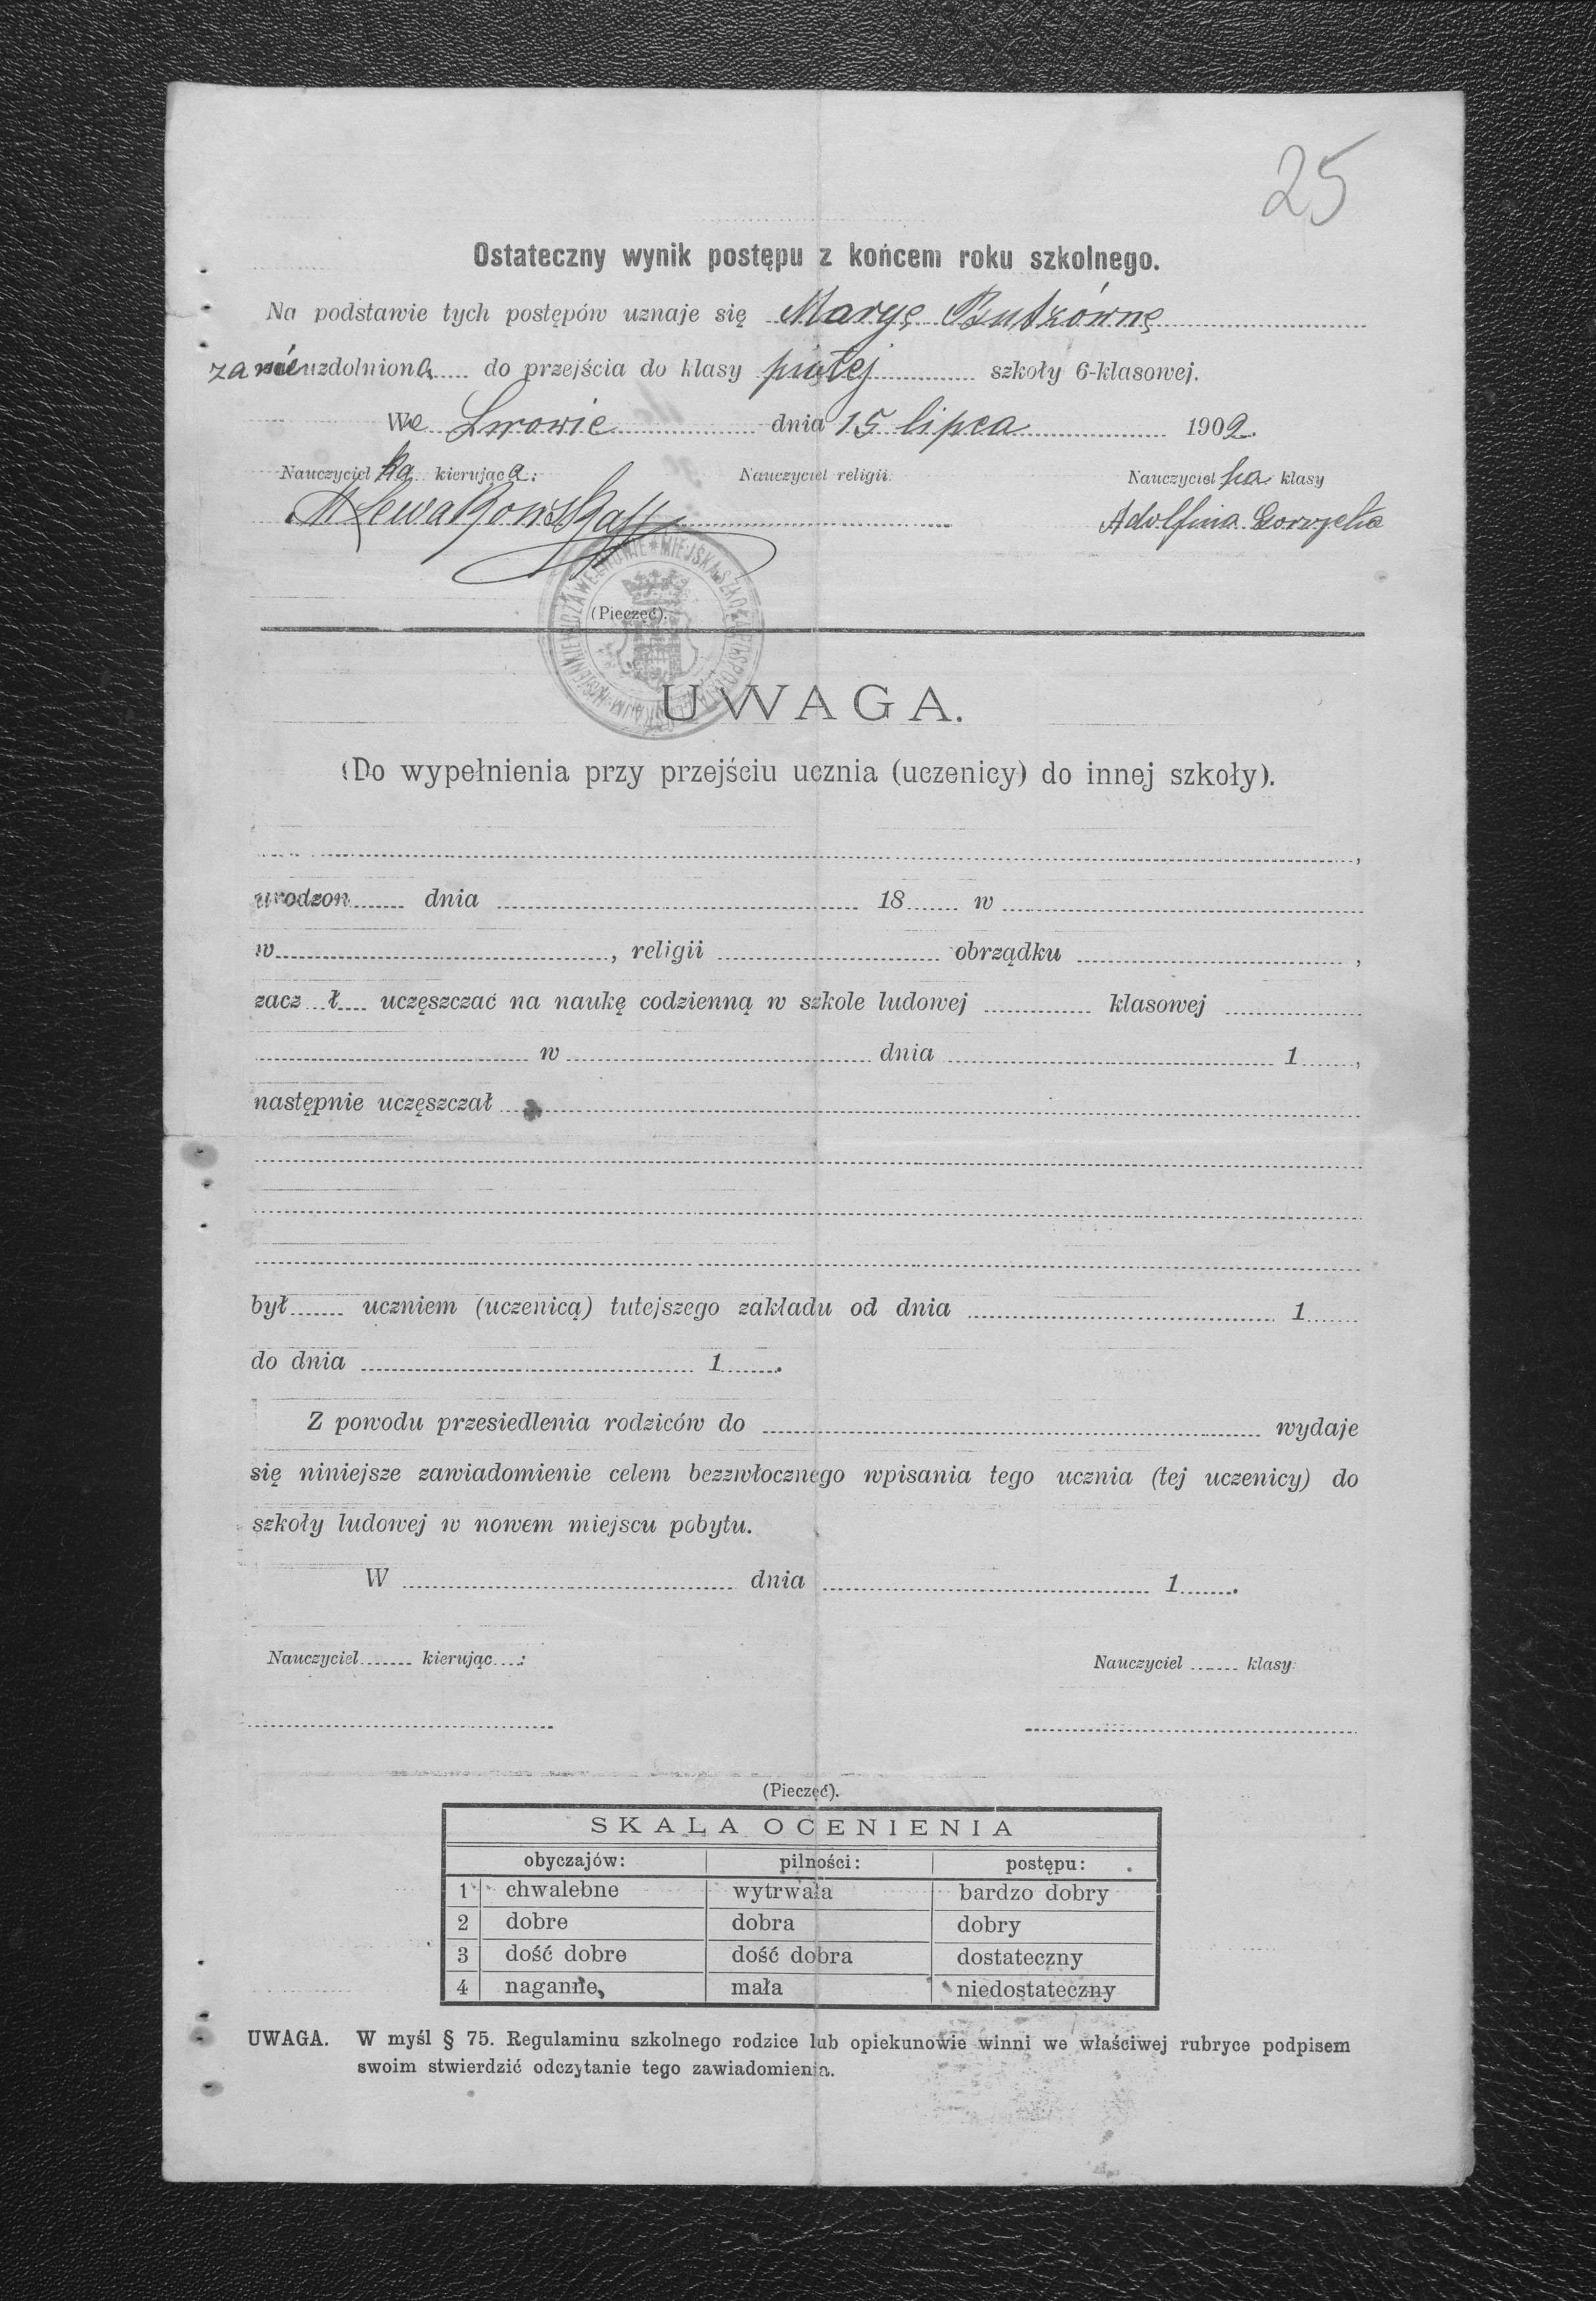 25
Ostateczny wynik postępu z końcem roku szkolnego.
Na podstawie tych postępów uznaje się Maryę
za nieuzdolnioną do przejścia do klasy piątej szkoły 6-klasowej.
We Lwowie dnia 15 lipca 1902.
Nauczycielka kierująca: Nauczyciel religii: Nauczycielka klasy
Adolfina
(Pieczęć).
UWAGA.
(Do wypełnienia przy przejściu ucznia (uczenicy) do innej szkoły).
urodzon dnia 18 w
w , religii obrządku ,
zacz ł uczęszczać na naukę codzienną w szkole ludowej klasowej
w dnia 1 ,
następnie uczęszczał
był uczniem (uczenicą) tutejszego zakładu od dnia 1
do dnia 1 .
Z powodu przesiedlenia rodziców do wydaje
się niniejsze zawiadomienie celem bezzwłocznego wpisania tego ucznia (tej uczenicy) do
szkoły ludowej w nowem miejscu pobytu.
W dnia 1 .
Nauczyciel kierując : Nauczyciel klasy:
(Pieczęć).
SKALA OCENIENIA
obyczajów: pilności: postępu:
1 chwalebne wytrwała bardzo dobry
2 dobre dobra dobry
3 dość dobre dość dobra dostateczny
4 naganne mała niedostateczny
UWAGA. W myśl § 75. Regulaminu szkolnego rodzice lub opiekunowie winni we właściwej rubryce podpisem
swoim stwierdzić odczytanie tego zawiadomienia.